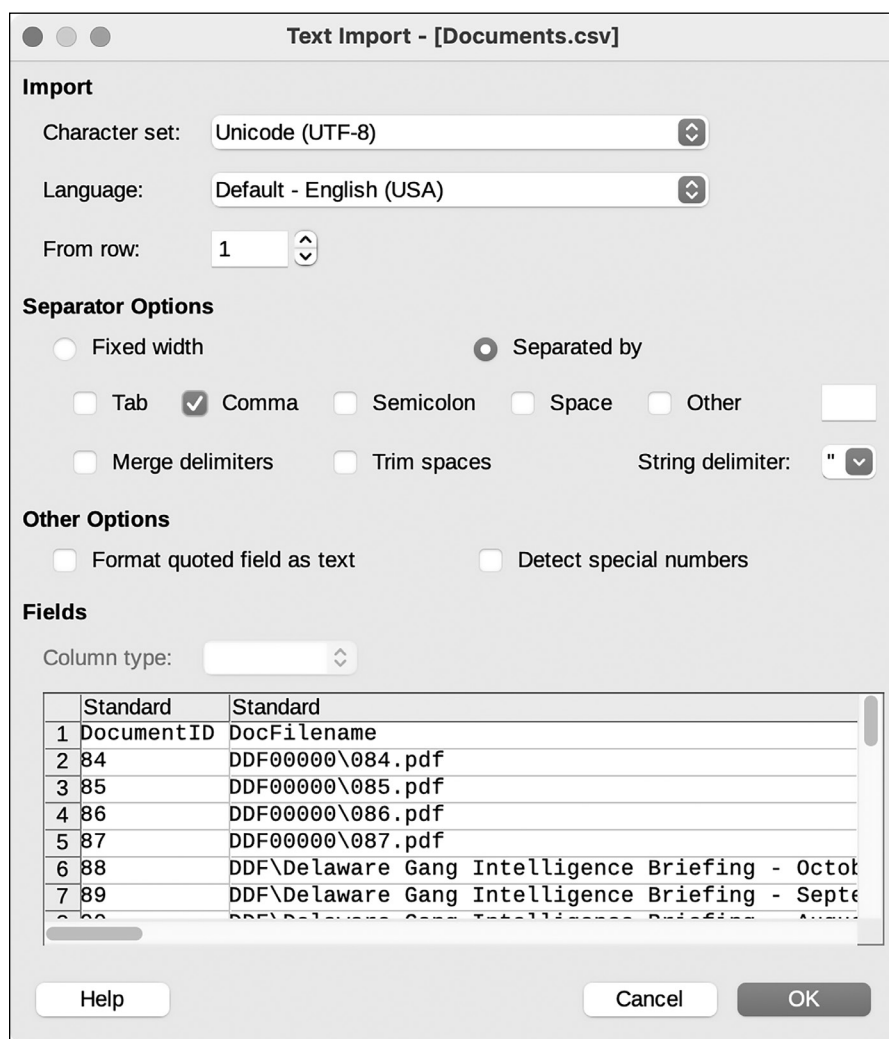 Text Import - [Documents.csv]
Import
Character set: Unicode (UTF-8)
Language: Default - English (USA)
From row: 1
Separator Options
Fixed width Separated by
Tab Comma Semicolon Space Other
Merge delimiters Trim spaces String delimiter: "
Other Options
Format quoted field as text Detect special numbers
Fields
Column type:
Standard Standard
1 DocumentID DocFilename
2 84 DDF00000\084.pdf
3 85 DDF00000\085.pdf
4 86 DDF00000\086.pdf
5 87 DDF00000\087.pdf
6 88 DDF\Delaware Gang Intelligence Briefing - Octob
7 89 DDF\Delaware Gang Intelligence Briefing - Septe
Help Cancel OK